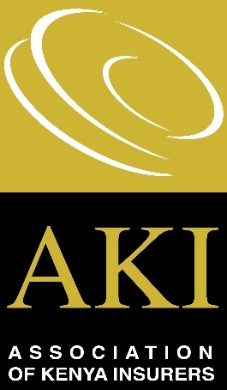 AKI
ASSOCIATION
OF KENYA INSURERS